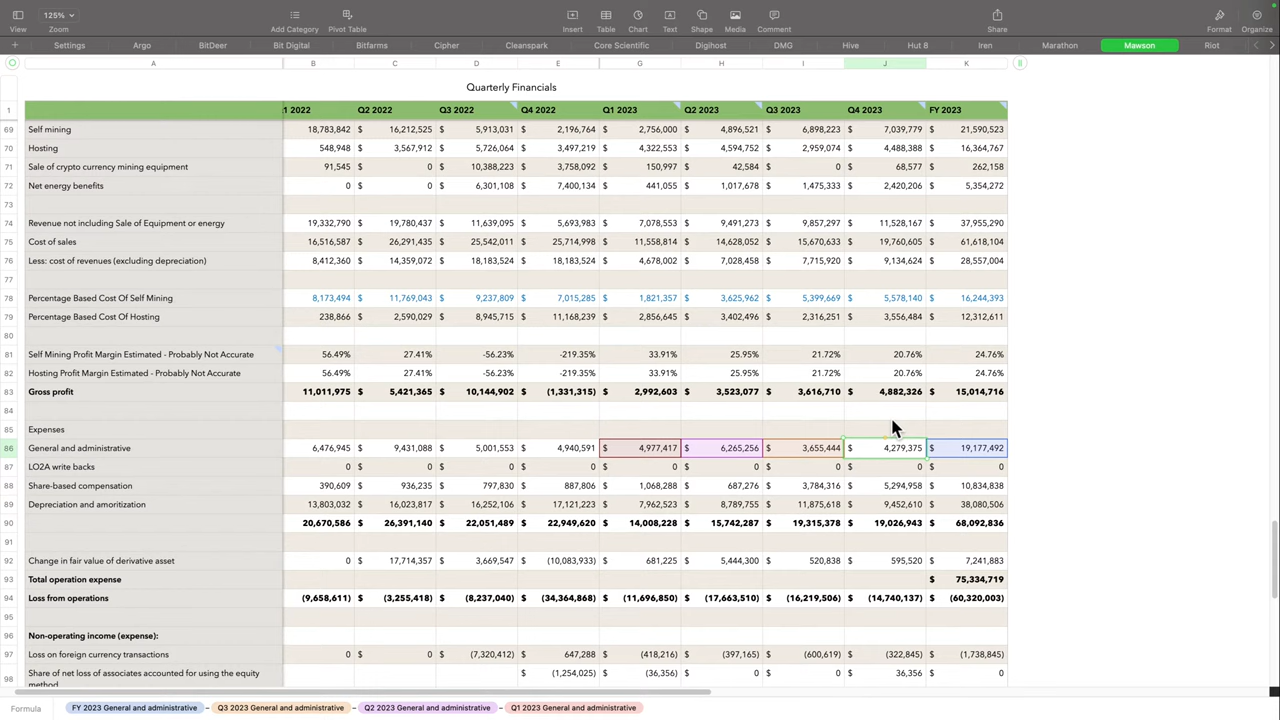 125%
View Zoom Add Category Pivot Table Insert Table Chart Text Shape Media Comment Share Format Organize
Settings Argo BitDeer Bit Digital Bitfarms Cipher Cleanspark Core Scientific Digihost DMG Hive Hut 8 Iren Marathon Mawson Riot
A B C D E G H I J K
Quarterly Financials
1 1 2022 Q2 2022 Q3 2022 Q4 2022 Q1 2023 Q2 2023 Q3 2023 Q4 2023 FY 2023
69 Self mining 18,783,842 $ 16,212,525 $ 5,913,031 $ 2,196,764 $ 2,756,000 $ 4,896,521 $ 6,898,223 $ 7,039,779 $ 21,590,523
70 Hosting 548,948 $ 3,567,912 $ 5,726,064 $ 3,497,219 $ 4,322,553 $ 4,594,752 $ 2,959,074 $ 4,488,388 $ 16,364,767
71 Sale of crypto currency mining equipment 91,545 $ 0 $ 10,388,223 $ 3,758,092 $ 150,997 $ 42,584 $ 0 $ 68,577 $ 262,158
72 Net energy benefits 0 $ 0 $ 6,301,108 $ 7,400,134 $ 441,055 $ 1,017,678 $ 1,475,333 $ 2,420,206 $ 5,354,272
73
74 Revenue not including Sale of Equipment or energy 19,332,790 $ 19,780,437 $ 11,639,095 $ 5,693,983 $ 7,078,553 $ 9,491,273 $ 9,857,297 $ 11,528,167 $ 37,955,290
75 Cost of sales 16,516,587 $ 26,291,435 $ 25,542,011 $ 25,714,998 $ 11,558,814 $ 14,628,052 $ 15,670,633 $ 19,760,605 $ 61,618,104
76 Less: cost of revenues (excluding depreciation) 8,412,360 $ 14,359,072 $ 18,183,524 $ 18,183,524 $ 4,678,002 $ 7,028,458 $ 7,715,920 $ 9,134,624 $ 28,557,004
77
78 Percentage Based Cost Of Self Mining 8,173,494 $ 11,769,043 $ 9,237,809 $ 7,015,285 $ 1,821,357 $ 3,625,962 $ 5,399,669 $ 5,578,140 $ 16,244,393
79 Percentage Based Cost Of Hosting 238,866 $ 2,590,029 $ 8,945,715 $ 11,168,239 $ 2,856,645 $ 3,402,496 $ 2,316,251 $ 3,556,484 $ 12,312,611
80
81 Self Mining Profit Margin Estimated - Probably Not Accurate 56.49% 27.41% -56.23% -219.35% 33.91% 25.95% 21.72% 20.76% 24.76%
82 Hosting Profit Margin Estimated - Probably Not Accurate 56.49% 27.41% -56.23% -219.35% 33.91% 25.95% 21.72% 20.76% 24.76%
83 Gross profit 11,011,975 $ 5,421,365 $ 10,144,902 $ (1,331,315) $ 2,992,603 $ 3,523,077 $ 3,616,710 $ 4,882,326 $ 15,014,716
84
85 Expenses
86 General and administrative 6,476,945 $ 9,431,088 $ 5,001,553 $ 4,940,591 $ 4,977,417 $ 6,265,256 $ 3,655,444 $ 4,279,375 $ 19,177,492
87 LO2A write backs 0 $ 0 $ 0 $ 0 $ 0 $ 0 $ 0 $ 0 $ 0
88 Share-based compensation 390,609 $ 936,235 $ 797,830 $ 887,806 $ 1,068,288 $ 687,276 $ 3,784,316 $ 5,294,958 $ 10,834,838
89 Depreciation and amoritization 13,803,032 $ 16,023,817 $ 16,252,106 $ 17,121,223 $ 7,962,523 $ 8,789,755 $ 11,875,618 $ 9,452,610 $ 38,080,506
90 20,670,586 $ 26,391,140 $ 22,051,489 $ 22,949,620 $ 14,008,228 $ 15,742,287 $ 19,315,378 $ 19,026,943 $ 68,092,836
91
92 Change in fair value of derivative asset 0 $ 17,714,357 $ 3,669,547 $ (10,083,933) $ 681,225 $ 5,444,300 $ 520,838 $ 595,520 $ 7,241,883
93 Total operation expense $ 75,334,719
94 Loss from operations (9,658,611) $ (3,255,418) $ (8,237,040) $ (34,364,868) $ (11,696,850) $ (17,663,510) $ (16,219,506) $ (14,740,137) $ (60,320,003)
95
96 Non-operating income (expense):
97 Loss on foreign currency transactions 0 $ 0 $ (7,320,412) $ 647,288 $ (418,216) $ (397,165) $ (600,619) $ (322,845) $ (1,738,845)
98 Share of net loss of associates accounted for using the equity method $ (1,254,031) $ (36,356) $ 0 $ 0 $ 36,356 $ 0
Formula FY 2023 General and administrative – Q3 2023 General and administrative – Q2 2023 General and administrative – Q1 2023 General and administrative